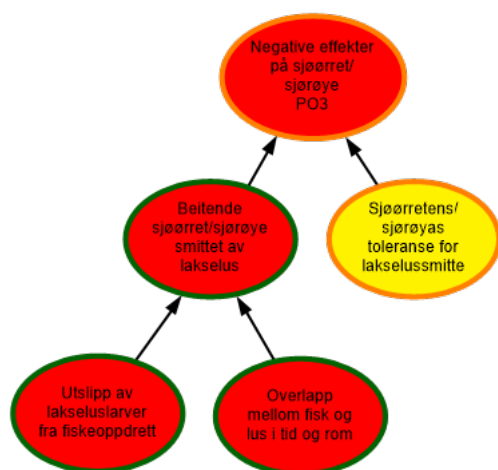 Negative effekter
på sjøørret/
sjørøye
PO3
Beitende
sjøørret/sjørøye
smittet av
lakselus
Sjøørretens/
sjørøyas
toleranse for
lakselussmitte
Utslipp av
lakseluslarver
fra fiskeoppdrett
Overlapp
mellom fisk og
lus i tid og rom